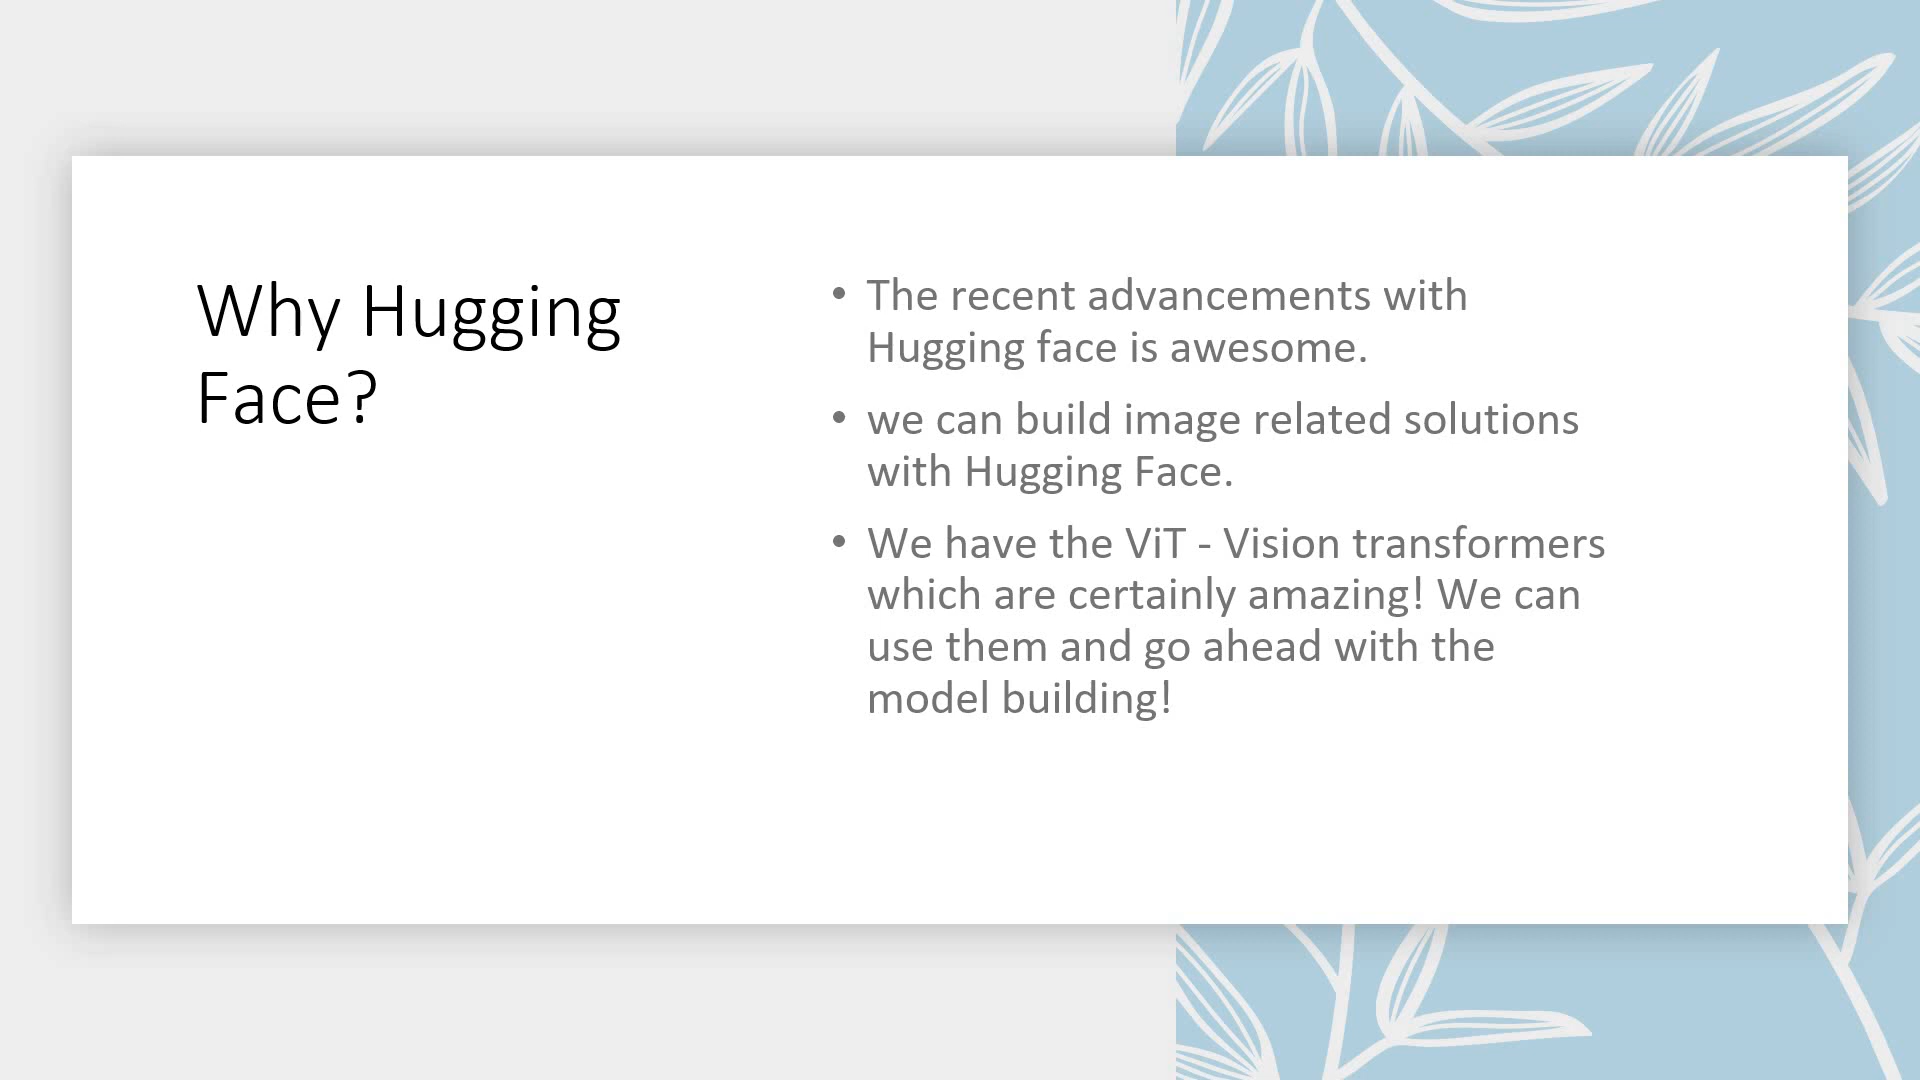 Why Hugging
Face?
• The recent advancements with
Hugging face is awesome.
• we can build image related solutions
with Hugging Face.
• We have the ViT - Vision transformers
which are certainly amazing! We can
use them and go ahead with the
model building!